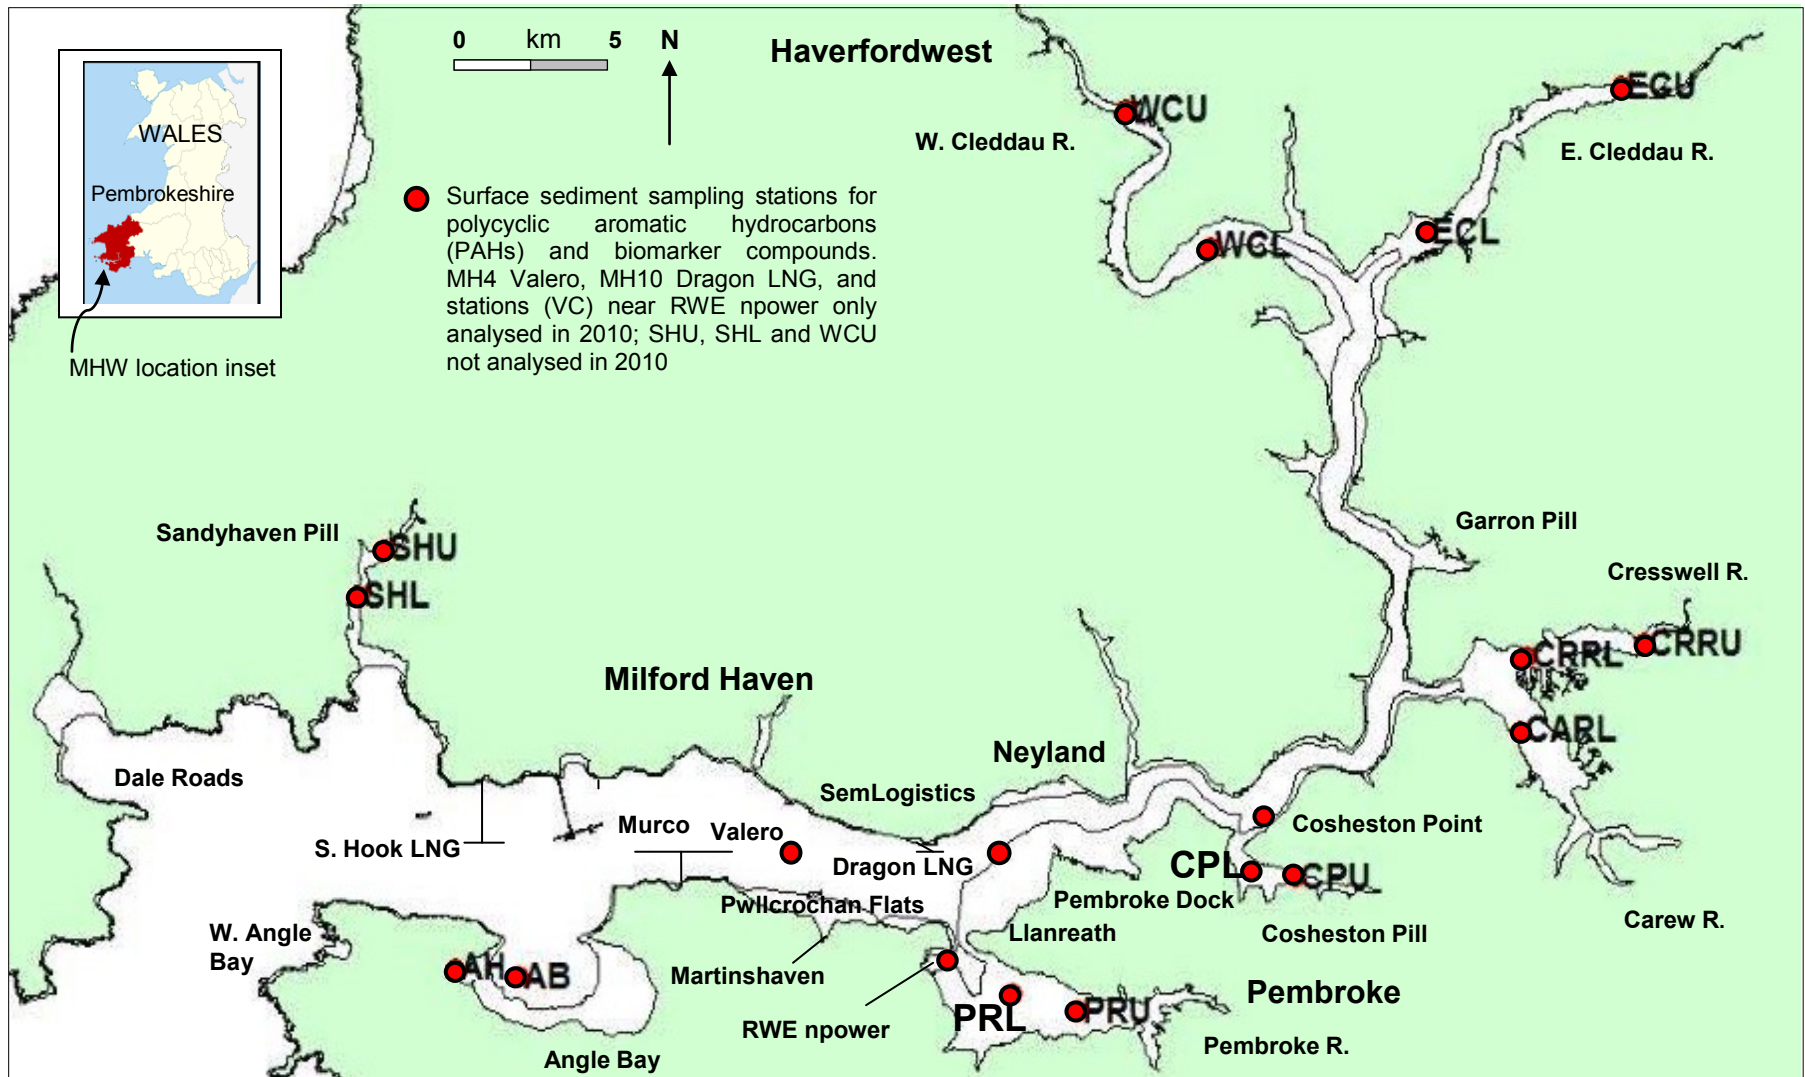 0 km 5 N
Haverfordwest
WALES
Pembrokeshire
MHW location inset
Surface sediment sampling stations for
polycyclic aromatic hydrocarbons
(PAHs) and biomarker compounds.
MH4 Valero, MH10 Dragon LNG, and
stations (VC) near RWE npower only
analysed in 2010; SHU, SHL and WCU
not analysed in 2010
WCU
ECU
W. Cleddau R.
E. Cleddau R.
WCL
ECL
Sandyhaven Pill
SHU
SHL
Garron Pill
Cresswell R.
CRRL
CRRU
CARL
Milford Haven
Neyland
Dale Roads
SemLogistics
S. Hook LNG
Murco
Valero
Dragon LNG
Cosheston Point
CPL
CPU
Pembroke Dock
Pwllcrochan Flats
Carew R.
W. Angle
Bay
Llanreath
Cosheston Pill
AH
AB
Martinshaven
Pembroke
PRL
PRU
RWE npower
Angle Bay
Pembroke R.